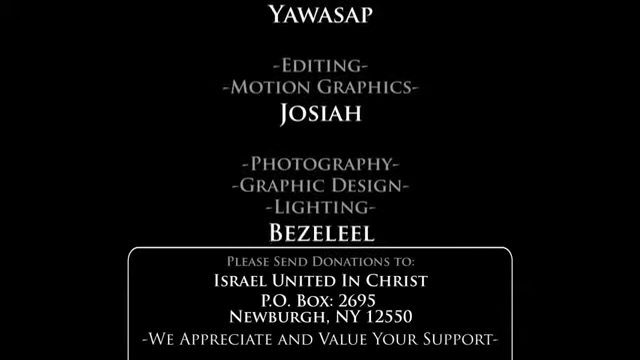 Yawasap
-Editing-
-Motion Graphics-
Josiah
-Photography-
-Graphic Design-
-Lighting-
Bezeleel
Please Send Donations to:
Israel United In Christ
P.O. Box: 2695
Newburgh, NY 12550
-We Appreciate and Value Your Support-